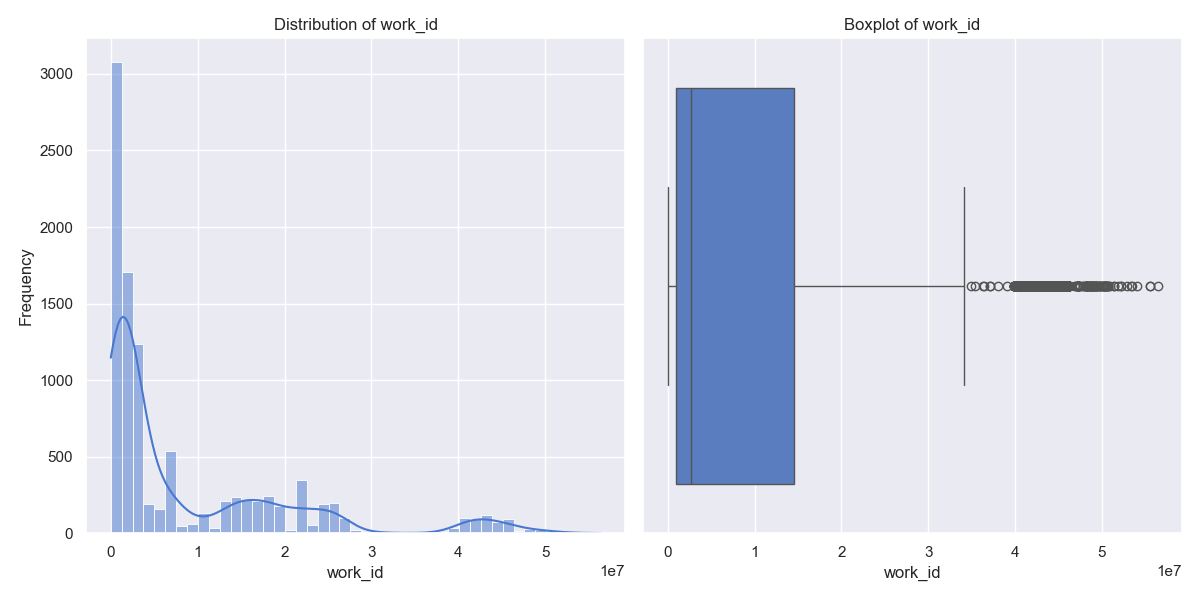 Distribution of work_id
Frequency
3000
2500
2000
1500
1000
500
0
0 1 2 3 4 5
1e7
work_id
Boxplot of work_id
0 1 2 3 4 5
1e7
work_id